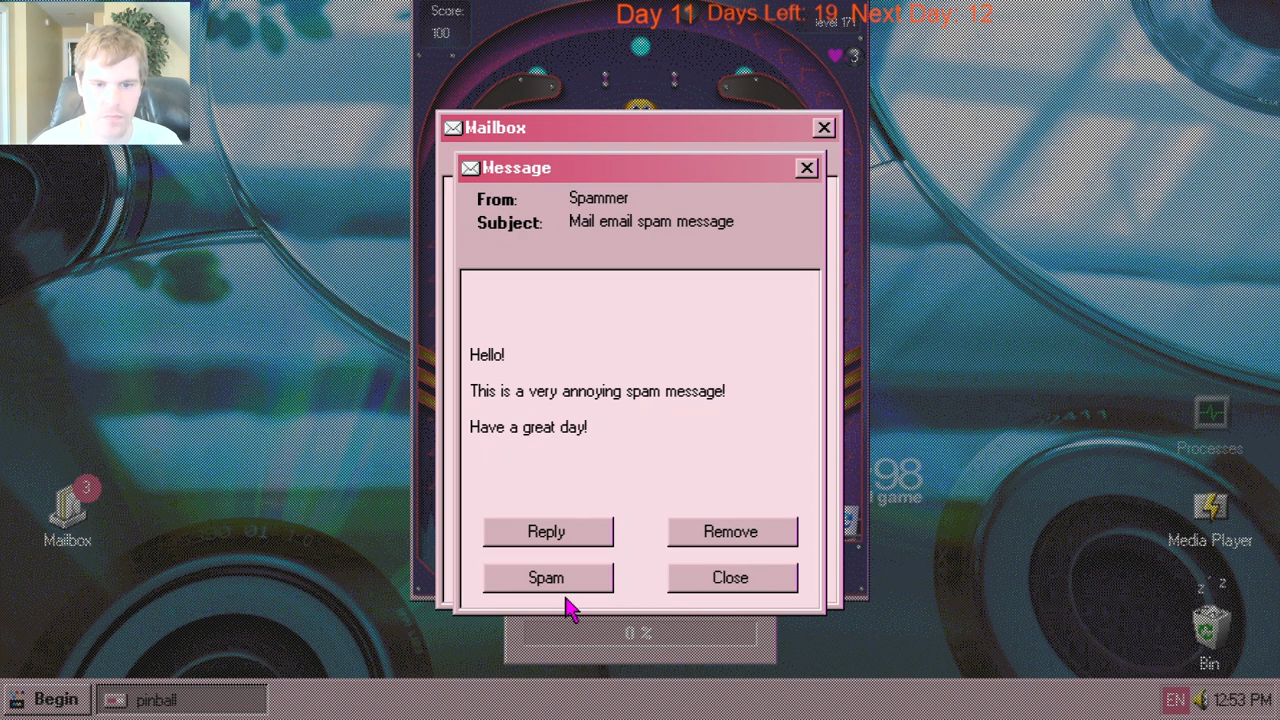 Score:
100
Day 11 Days Left: 19 Next Day: 12
level 171
3
Mailbox
Message
From: Spammer
Subject: Mail email spam message
Hello!
This is a very annoying spam message!
Have a great day!
Reply
Remove
Spam
Close
0 %
98
game
3
Mailbox
Processes
Media Player
z z
Bin
Begin
pinball
EN
12:53 PM